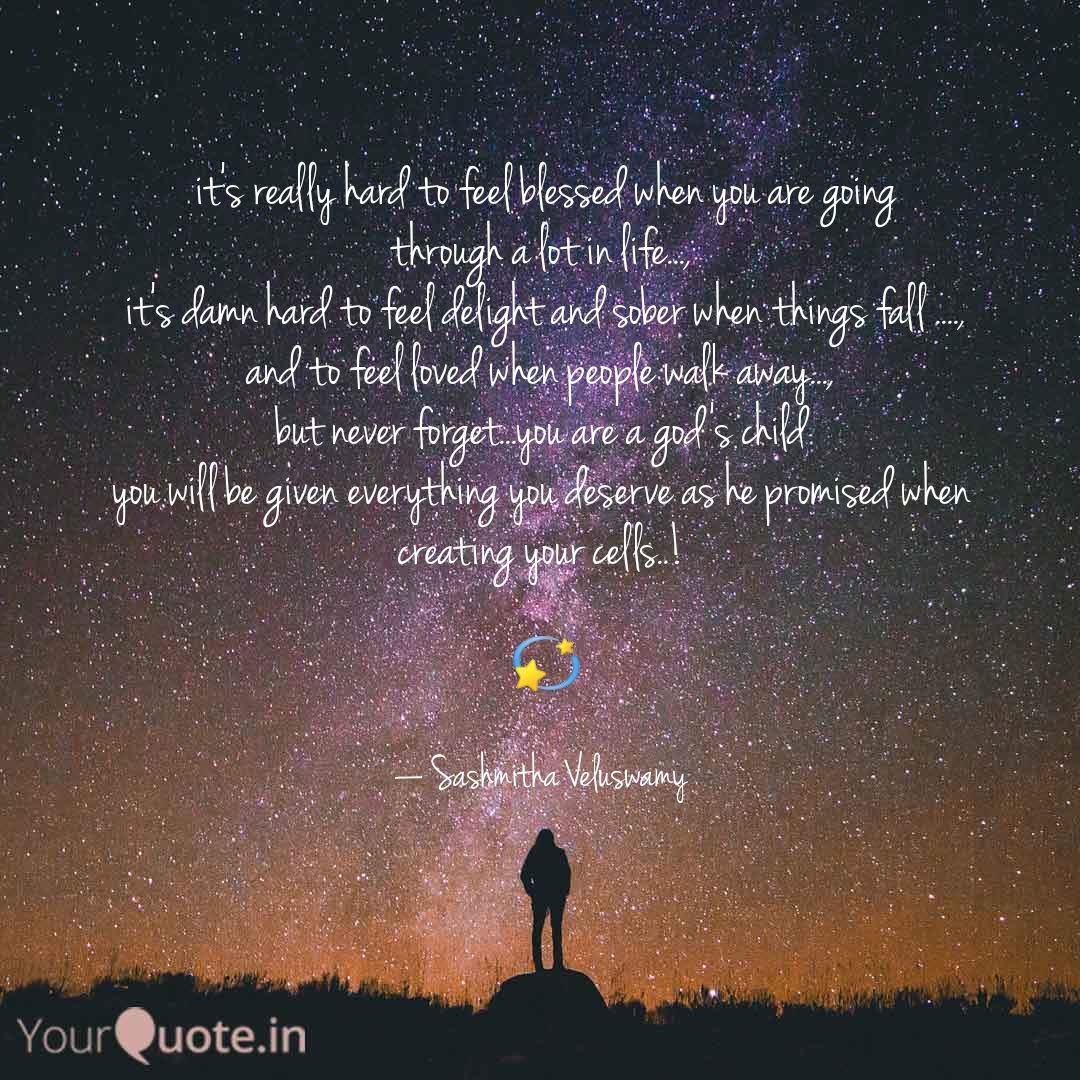 it's really hard to feel blessed when you are going
through a lot in life...,
it's damn hard to feel delight and sober when things fall ....,
and to feel loved when people walk away...,
but never forget...you are a god's child
you will be given everything you deserve as he promised when
creating your cells..!
💫
— Sashmitha Veluswamy
YourQuote.in